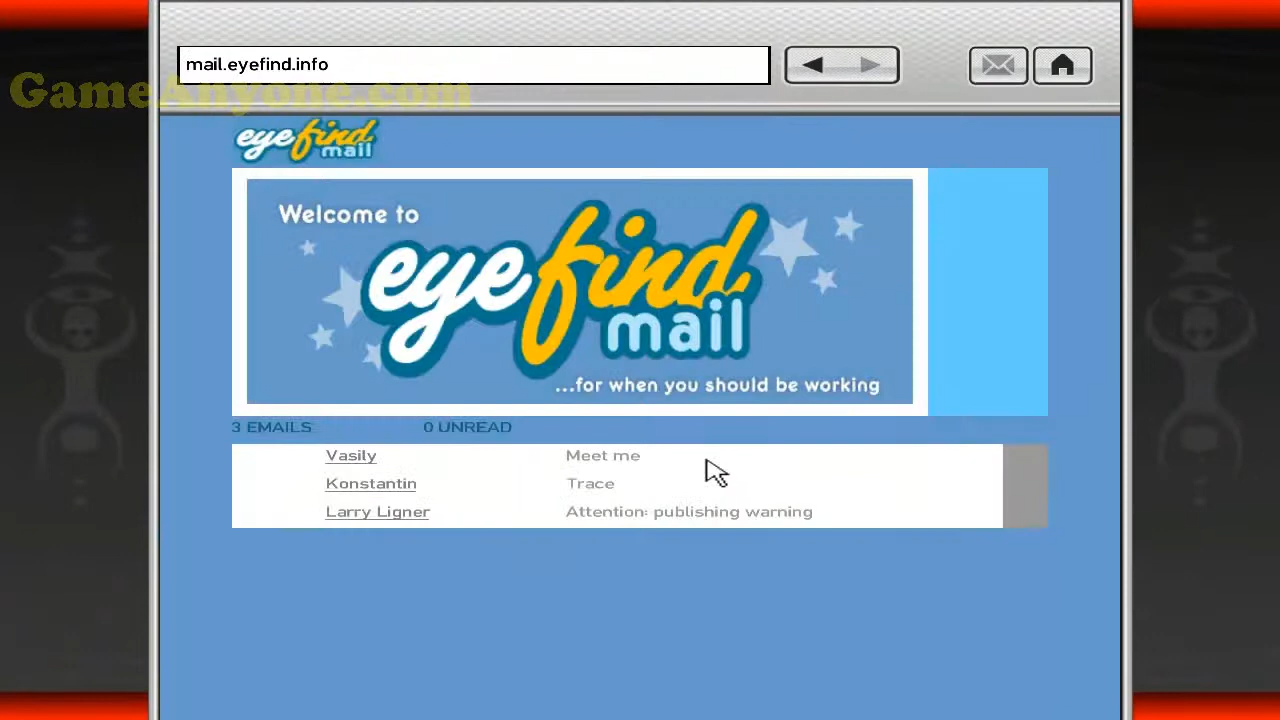 mail.eyefind.info
GameAnyone.com
eyefind
mail
Welcome to
eyefind
mail
...for when you should be working
3 EMAILS 0 UNREAD
Vasily Meet me
Konstantin Trace
Larry Ligner Attention: publishing warning